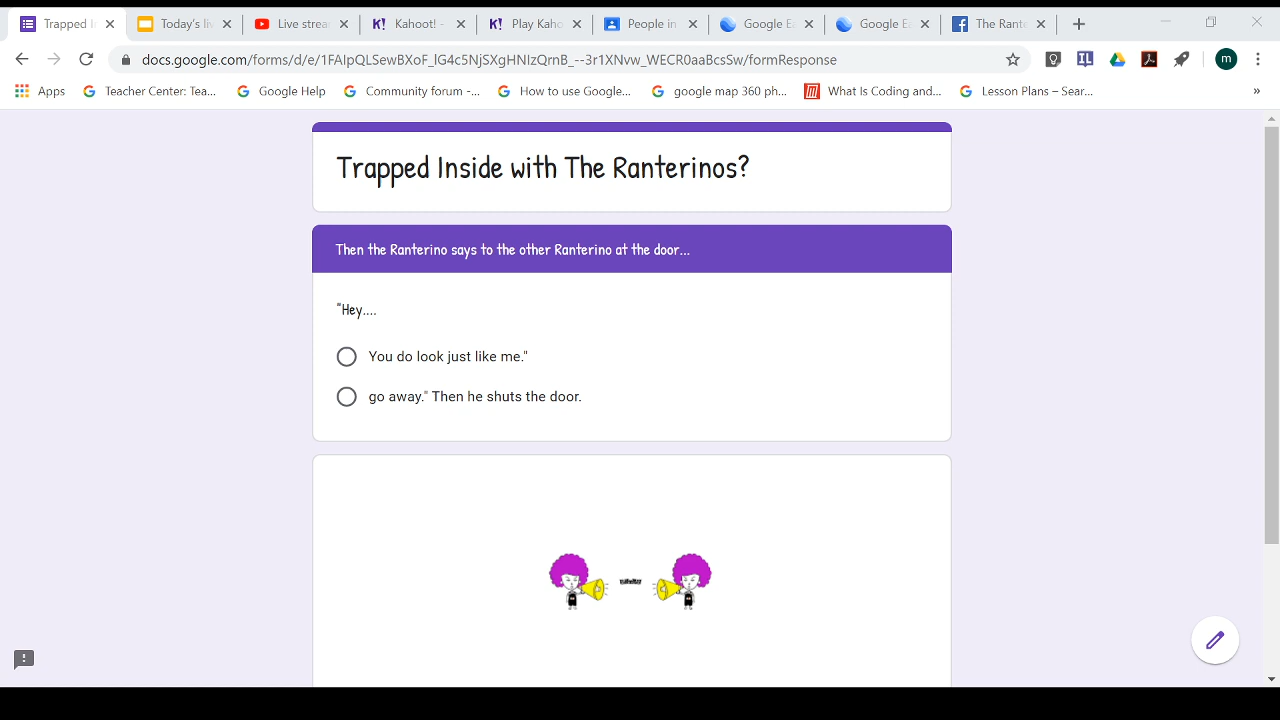 Trapped I
Today's li
Live strea
Kahoot! -
Play Kaho
People in
Google E
Google E
The Rant
docs.google.com/forms/d/e/1FAIpQLSewBXoF_lG4c5NjSXgHNIzQrnB_--3r1XNvw_WECR0aaBcsSw/formResponse
IL
m
Apps
Teacher Center: Tea...
Google Help
Community forum -...
How to use Google...
google map 360 ph...
What Is Coding and...
Lesson Plans – Sear...
»
Trapped Inside with The Ranterinos?
Then the Ranterino says to the other Ranterino at the door...
"Hey....
You do look just like me."
go away." Then he shuts the door.